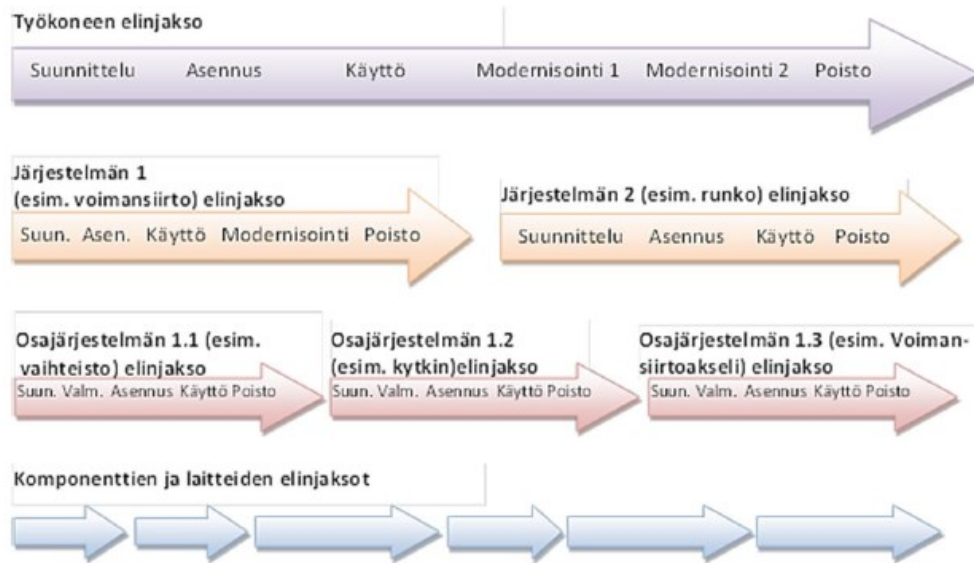 Työkoneen elinjakso
Suunnittelu Asennus Käyttö Modernisointi 1 Modernisointi 2 Poisto
Järjestelmän 1
(esim. voimansiirto) elinjakso
Suun. Asen. Käyttö Modernisointi Poisto
Järjestelmän 2 (esim. runko) elinjakso
Suunnittelu Asennus Käyttö Poisto
Osajärjestelmän 1.1 (esim.
vaihteisto) elinjakso
Suun. Valm. Asennus Käyttö Poisto
Osajärjestelmän 1.2
(esim. kytkin)elinjakso
Suun. Valm. Asennus Käyttö Poisto
Osajärjestelmän 1.3 (esim. Voiman-
siirtoakseli) elinjakso
Suun. Valm. Asennus Käyttö Poisto
Komponenttien ja laitteiden elinjaksot